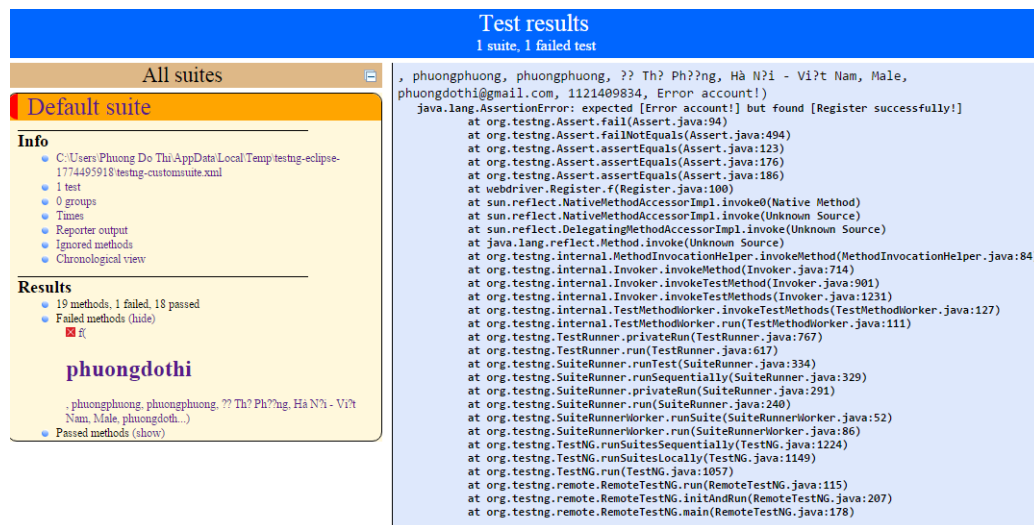 Test results
1 suite, 1 failed test
All suites
Default suite
Info
C:\Users\Phuong Do Thi\AppData\Local\Temp\testng-eclipse-
1774495918\testng-customsuite.xml
1 test
0 groups
Times
Reporter output
Ignored methods
Chronological view
Results
19 methods, 1 failed, 18 passed
Failed methods (hide)
f(
phuongdothi
, phuongphuong, phuongphuong, ?? Th? Ph??ng, Hà N?i - Vi?t
Nam, Male, phuongdoth...)
Passed methods (show)
, phuongphuong, phuongphuong, ?? Th? Ph??ng, Hà N?i - Vi?t Nam, Male,
phuongdothi@gmail.com, 1121409834, Error account!)
java.lang.AssertionError: expected [Error account!] but found [Register successfully!]
at org.testng.Assert.fail(Assert.java:94)
at org.testng.Assert.failNotEquals(Assert.java:494)
at org.testng.Assert.assertEquals(Assert.java:123)
at org.testng.Assert.assertEquals(Assert.java:176)
at org.testng.Assert.assertEquals(Assert.java:186)
at webdriver.Register.f(Register.java:100)
at sun.reflect.NativeMethodAccessorImpl.invoke0(Native Method)
at sun.reflect.NativeMethodAccessorImpl.invoke(Unknown Source)
at sun.reflect.DelegatingMethodAccessorImpl.invoke(Unknown Source)
at java.lang.reflect.Method.invoke(Unknown Source)
at org.testng.internal.MethodInvocationHelper.invokeMethod(MethodInvocationHelper.java:84
at org.testng.internal.Invoker.invokeMethod(Invoker.java:714)
at org.testng.internal.Invoker.invokeTestMethod(Invoker.java:901)
at org.testng.internal.Invoker.invokeTestMethods(Invoker.java:1231)
at org.testng.internal.TestMethodWorker.invokeTestMethods(TestMethodWorker.java:127)
at org.testng.internal.TestMethodWorker.run(TestMethodWorker.java:111)
at org.testng.TestRunner.privateRun(TestRunner.java:767)
at org.testng.TestRunner.run(TestRunner.java:617)
at org.testng.SuiteRunner.runTest(SuiteRunner.java:334)
at org.testng.SuiteRunner.runSequentially(SuiteRunner.java:329)
at org.testng.SuiteRunner.privateRun(SuiteRunner.java:291)
at org.testng.SuiteRunner.run(SuiteRunner.java:240)
at org.testng.SuiteRunnerWorker.runSuite(SuiteRunnerWorker.java:52)
at org.testng.SuiteRunnerWorker.run(SuiteRunnerWorker.java:86)
at org.testng.TestNG.runSuitesSequentially(TestNG.java:1224)
at org.testng.TestNG.runSuitesLocally(TestNG.java:1149)
at org.testng.TestNG.run(TestNG.java:1057)
at org.testng.remote.RemoteTestNG.run(RemoteTestNG.java:115)
at org.testng.remote.RemoteTestNG.initAndRun(RemoteTestNG.java:207)
at org.testng.remote.RemoteTestNG.main(RemoteTestNG.java:178)